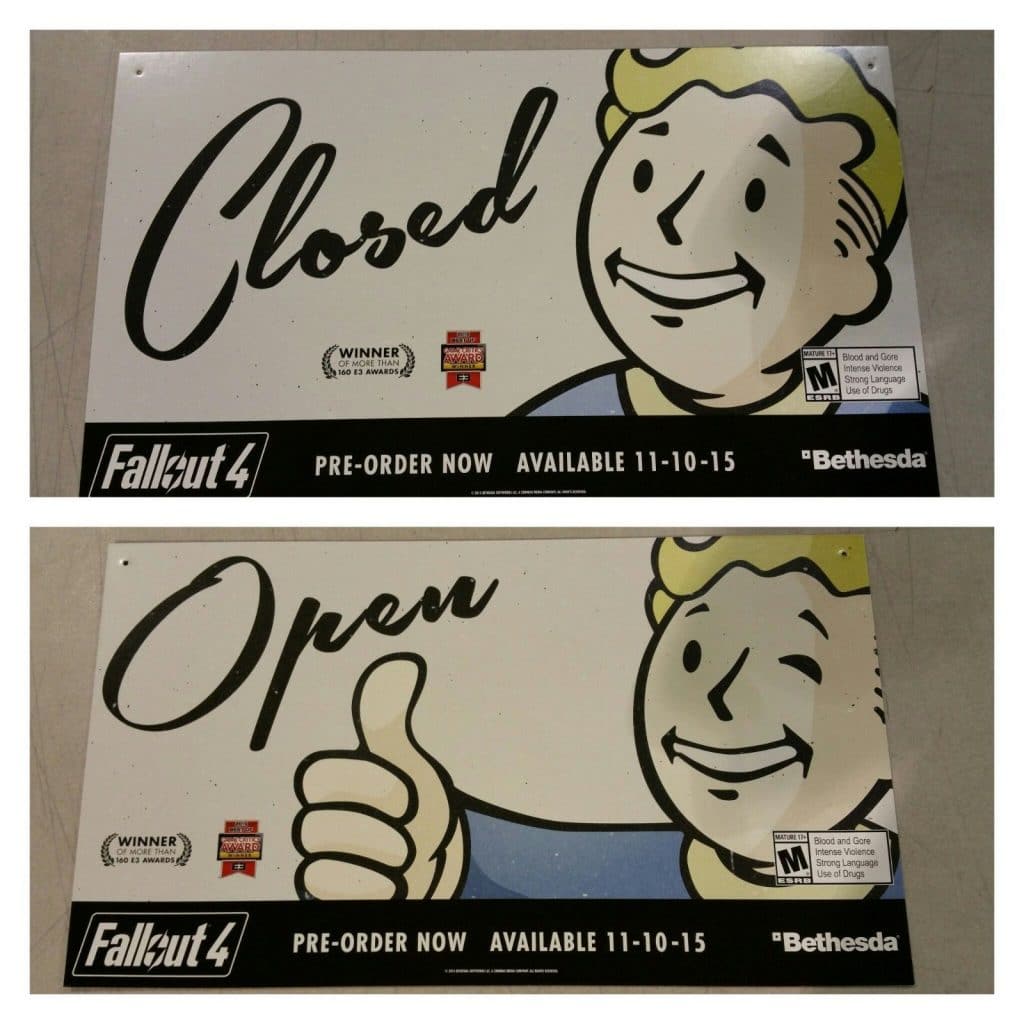 Closed
WINNER
OF MORE THAN
160 E3 AWARDS
AWARD
WINNER
MATURE 17+
M
ESRB
Blood and Gore
Intense Violence
Strong Language
Use of Drugs
Fallout 4
PRE-ORDER NOW AVAILABLE 11-10-15
Bethesda
Open
WINNER
OF MORE THAN
160 E3 AWARDS
AWARD
WINNER
MATURE 17+
M
ESRB
Blood and Gore
Intense Violence
Strong Language
Use of Drugs
Fallout 4
PRE-ORDER NOW AVAILABLE 11-10-15
Bethesda